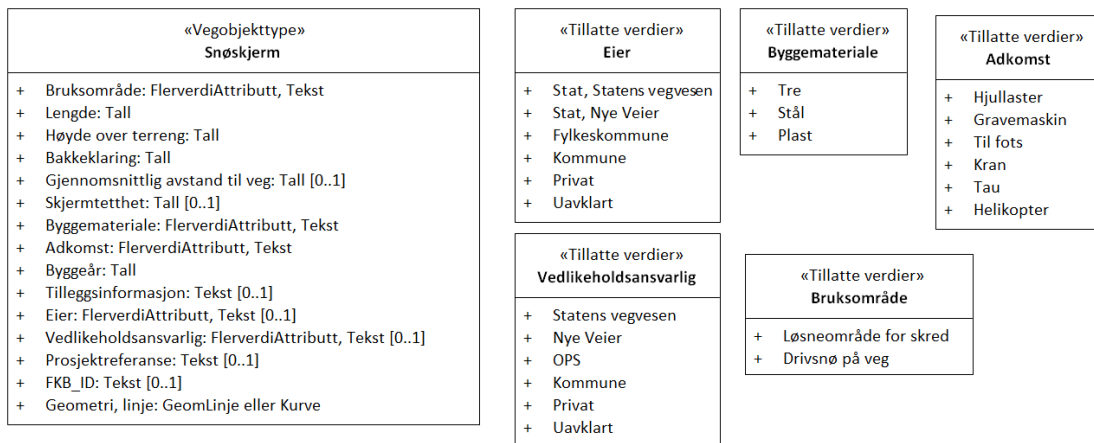 «Vegobjekttype»
Snøskjerm
+ Bruksområde: FlerverdiAttributt, Tekst
+ Lengde: Tall
+ Høyde over terreng: Tall
+ Bakkeklaring: Tall
+ Gjennomsnittlig avstand til veg: Tall [0..1]
+ Skjermtetthet: Tall [0..1]
+ Byggemateriale: FlerverdiAttributt, Tekst
+ Adkomst: FlerverdiAttributt, Tekst
+ Byggeår: Tall
+ Tilleggsinformasjon: Tekst [0..1]
+ Eier: FlerverdiAttributt, Tekst [0..1]
+ Vedlikeholdsansvarlig: FlerverdiAttributt, Tekst [0..1]
+ Prosjektreferanse: Tekst [0..1]
+ FKB_ID: Tekst [0..1]
+ Geometri, linje: GeomLinje eller Kurve
«Tillatte verdier»
Eier
+ Stat, Statens vegvesen
+ Stat, Nye Veier
+ Fylkeskommune
+ Kommune
+ Privat
+ Uavklart
«Tillatte verdier»
Byggemateriale
+ Tre
+ Stål
+ Plast
«Tillatte verdier»
Adkomst
+ Hjullaster
+ Gravemaskin
+ Til fots
+ Kran
+ Tau
+ Helikopter
«Tillatte verdier»
Vedlikeholdsansvarlig
+ Statens vegvesen
+ Nye Veier
+ OPS
+ Kommune
+ Privat
+ Uavklart
«Tillatte verdier»
Bruksområde
+ Løsneområde for skred
+ Drivsnø på veg